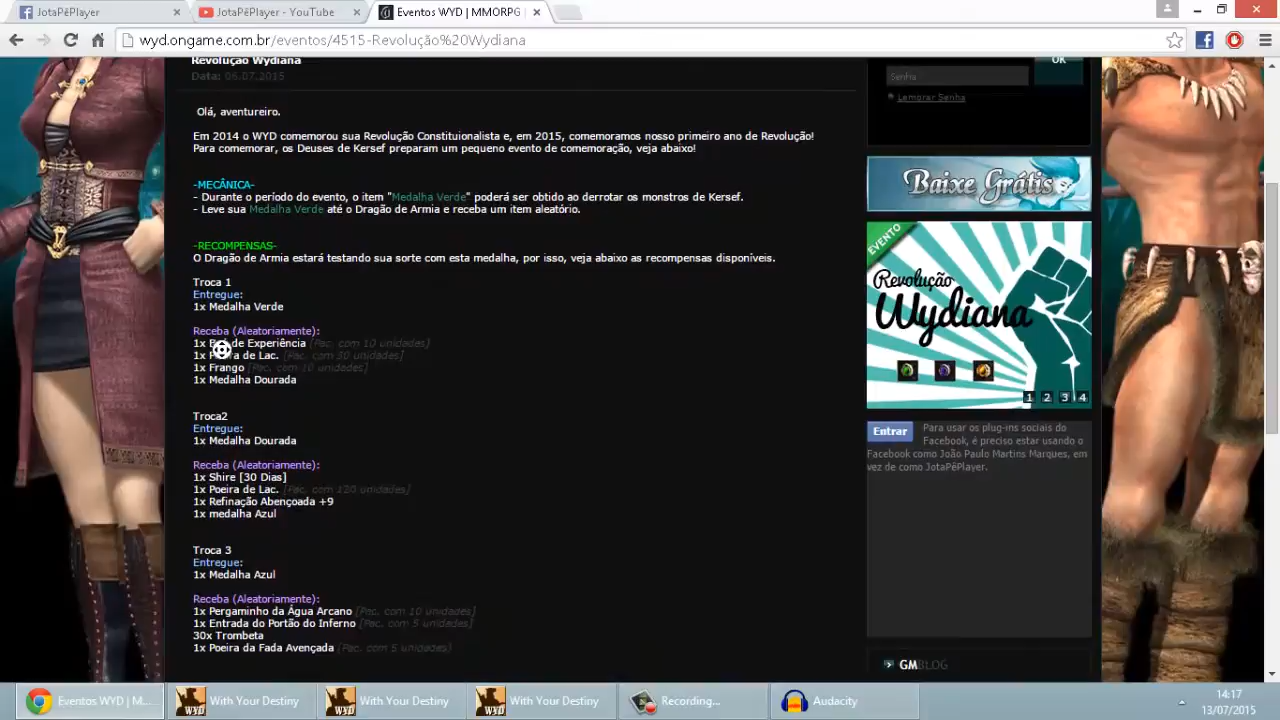 JotaPêPlayer
JotaPêPlayer - YouTube
Eventos WYD | MMORPG
wyd.ongame.com.br/eventos/4515-Revolução%20Wydiana
Revolução Wydiana
Data: 06.07.2015
Olá, aventureiro.
Em 2014 o WYD comemorou sua Revolução Constituionalista e, em 2015, comemoramos nosso primeiro ano de Revolução!
Para comemorar, os Deuses de Kersef preparam um pequeno evento de comemoração, veja abaixo!
-MECÂNICA-
- Durante o período do evento, o item "Medalha Verde" poderá ser obtido ao derrotar os monstros de Kersef.
- Leve sua Medalha Verde até o Dragão de Armia e receba um item aleatório.
-RECOMPENSAS-
O Dragão de Armia estará testando sua sorte com esta medalha, por isso, veja abaixo as recompensas disponíveis.
Troca 1
Entregue:
1x Medalha Verde
Receba (Aleatoriamente):
1x de Experiência [Pac. com 10 unidades]
1x de Lac. [Pac. com 30 unidades]
1x Frango [Pac. com 10 unidades]
1x Medalha Dourada
Troca2
Entregue:
1x Medalha Dourada
Receba (Aleatoriamente):
1x Shire [30 Dias]
1x Poeira de Lac. [Pac. com 120 unidades]
1x Refinação Abençoada +9
1x medalha Azul
Troca 3
Entregue:
1x Medalha Azul
Receba (Aleatoriamente):
1x Pergaminho da Água Arcano [Pac. com 10 unidades]
1x Entrada do Portão do Inferno [Pac. com 5 unidades]
30x Trombeta
1x Poeira da Fada Avençada [Pac. com 5 unidades]
Senha
OK
Lembrar Senha
Baixe Grátis
EVENTO
Revolução
Wydiana
1 2 3 4
Entrar
Para usar os plug-ins sociais do
Facebook, é preciso estar usando o
Facebook como João Paulo Martins Marques, em
vez de como JotaPêPlayer.
GMBLOG
Eventos WYD | M...
With Your Destiny
With Your Destiny
With Your Destiny
Recording...
Audacity
14:17
13/07/2015